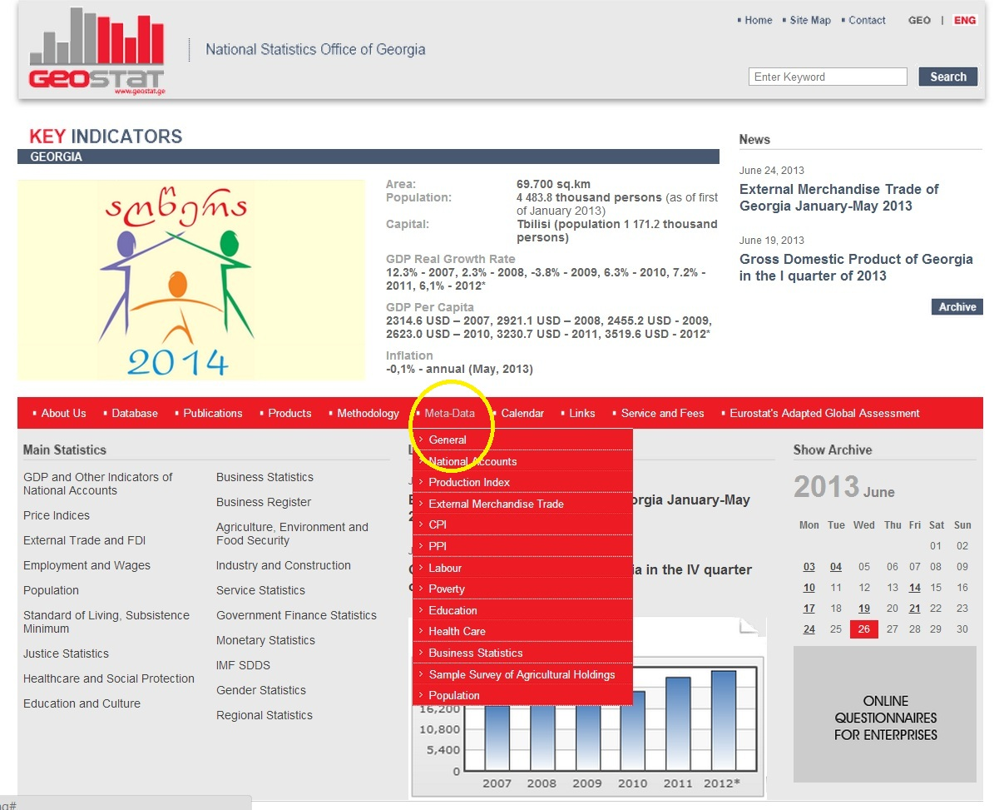 GEOSTAT
www.geostat.ge
National Statistics Office of Georgia
Home Site Map Contact GEO | ENG
Enter Keyword Search
KEY INDICATORS
GEORGIA
აღწერა
2014
Area: 69.700 sq.km
Population: 4 483.8 thousand persons (as of first
of January 2013)
Capital: Tbilisi (population 1 171.2 thousand
persons)
GDP Real Growth Rate
12.3% - 2007, 2.3% - 2008, -3.8% - 2009, 6.3% - 2010, 7.2% -
2011, 6,1% - 2012*
GDP Per Capita
2314.6 USD – 2007, 2921.1 USD – 2008, 2455.2 USD - 2009,
2623.0 USD – 2010, 3230.7 USD - 2011, 3519.6 USD - 2012*
Inflation
-0,1% - annual (May, 2013)
News
June 24, 2013
External Merchandise Trade of
Georgia January-May 2013
June 19, 2013
Gross Domestic Product of Georgia
in the I quarter of 2013
Archive
About Us Database Publications Products Methodology Meta-Data Calendar Links Service and Fees Eurostat's Adapted Global Assessment
General
National Accounts
Production Index
External Merchandise Trade
CPI
PPI
Labour
Poverty
Education
Health Care
Business Statistics
Sample Survey of Agricultural Holdings
Population
Main Statistics
GDP and Other Indicators of
National Accounts
Price Indices
External Trade and FDI
Employment and Wages
Population
Standard of Living, Subsistence
Minimum
Justice Statistics
Healthcare and Social Protection
Education and Culture
Business Statistics
Business Register
Agriculture, Environment and
Food Security
Industry and Construction
Service Statistics
Government Finance Statistics
Monetary Statistics
IMF SDDS
Gender Statistics
Regional Statistics
January-May
in the IV quarter
16,200
10,800
5,400
0
2007 2008 2009 2010 2011 2012*
Show Archive
2013 June
Mon Tue Wed Thu Fri Sat Sun
01 02
03 04 05 06 07 08 09
10 11 12 13 14 15 16
17 18 19 20 21 22 23
24 25 26 27 28 29 30
ONLINE
QUESTIONNAIRES
FOR ENTERPRISES